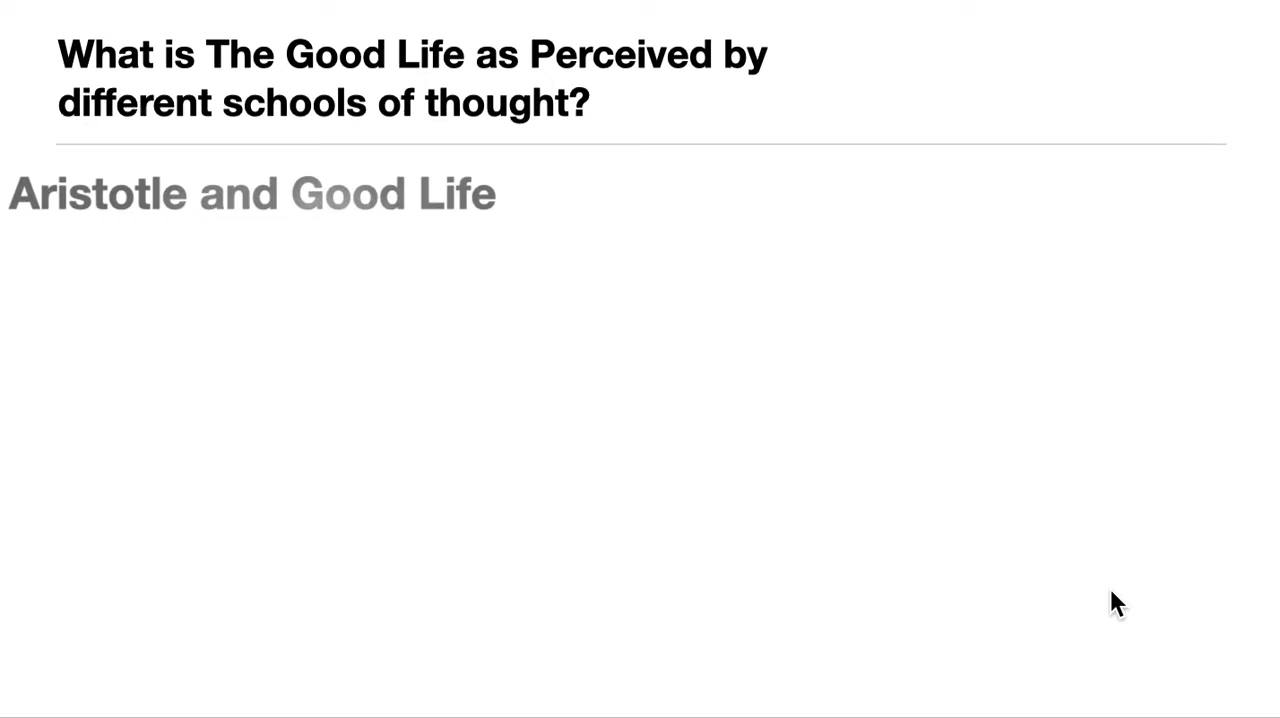 What is The Good Life as Perceived by
different schools of thought?
Aristotle and Good Life